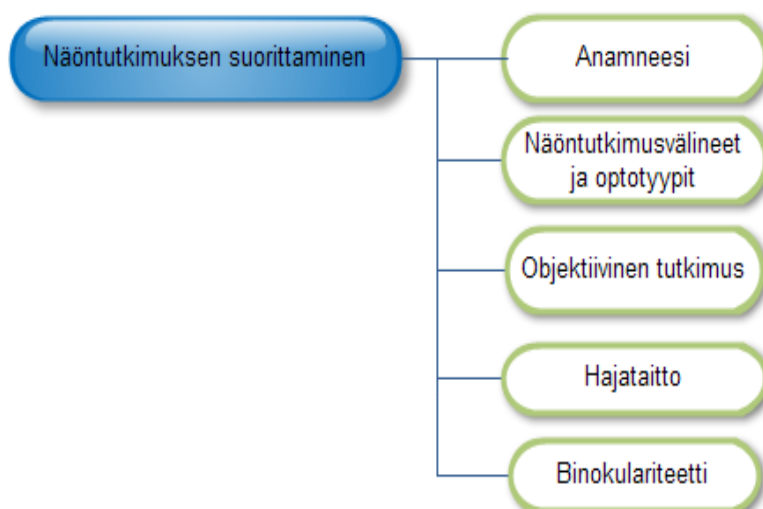 Näöntutkimuksen suorittaminen
Anamneesi
Näöntutkimusvälineet
ja optotyypit
Objektiivinen tutkimus
Hajataitto
Binokulariteetti